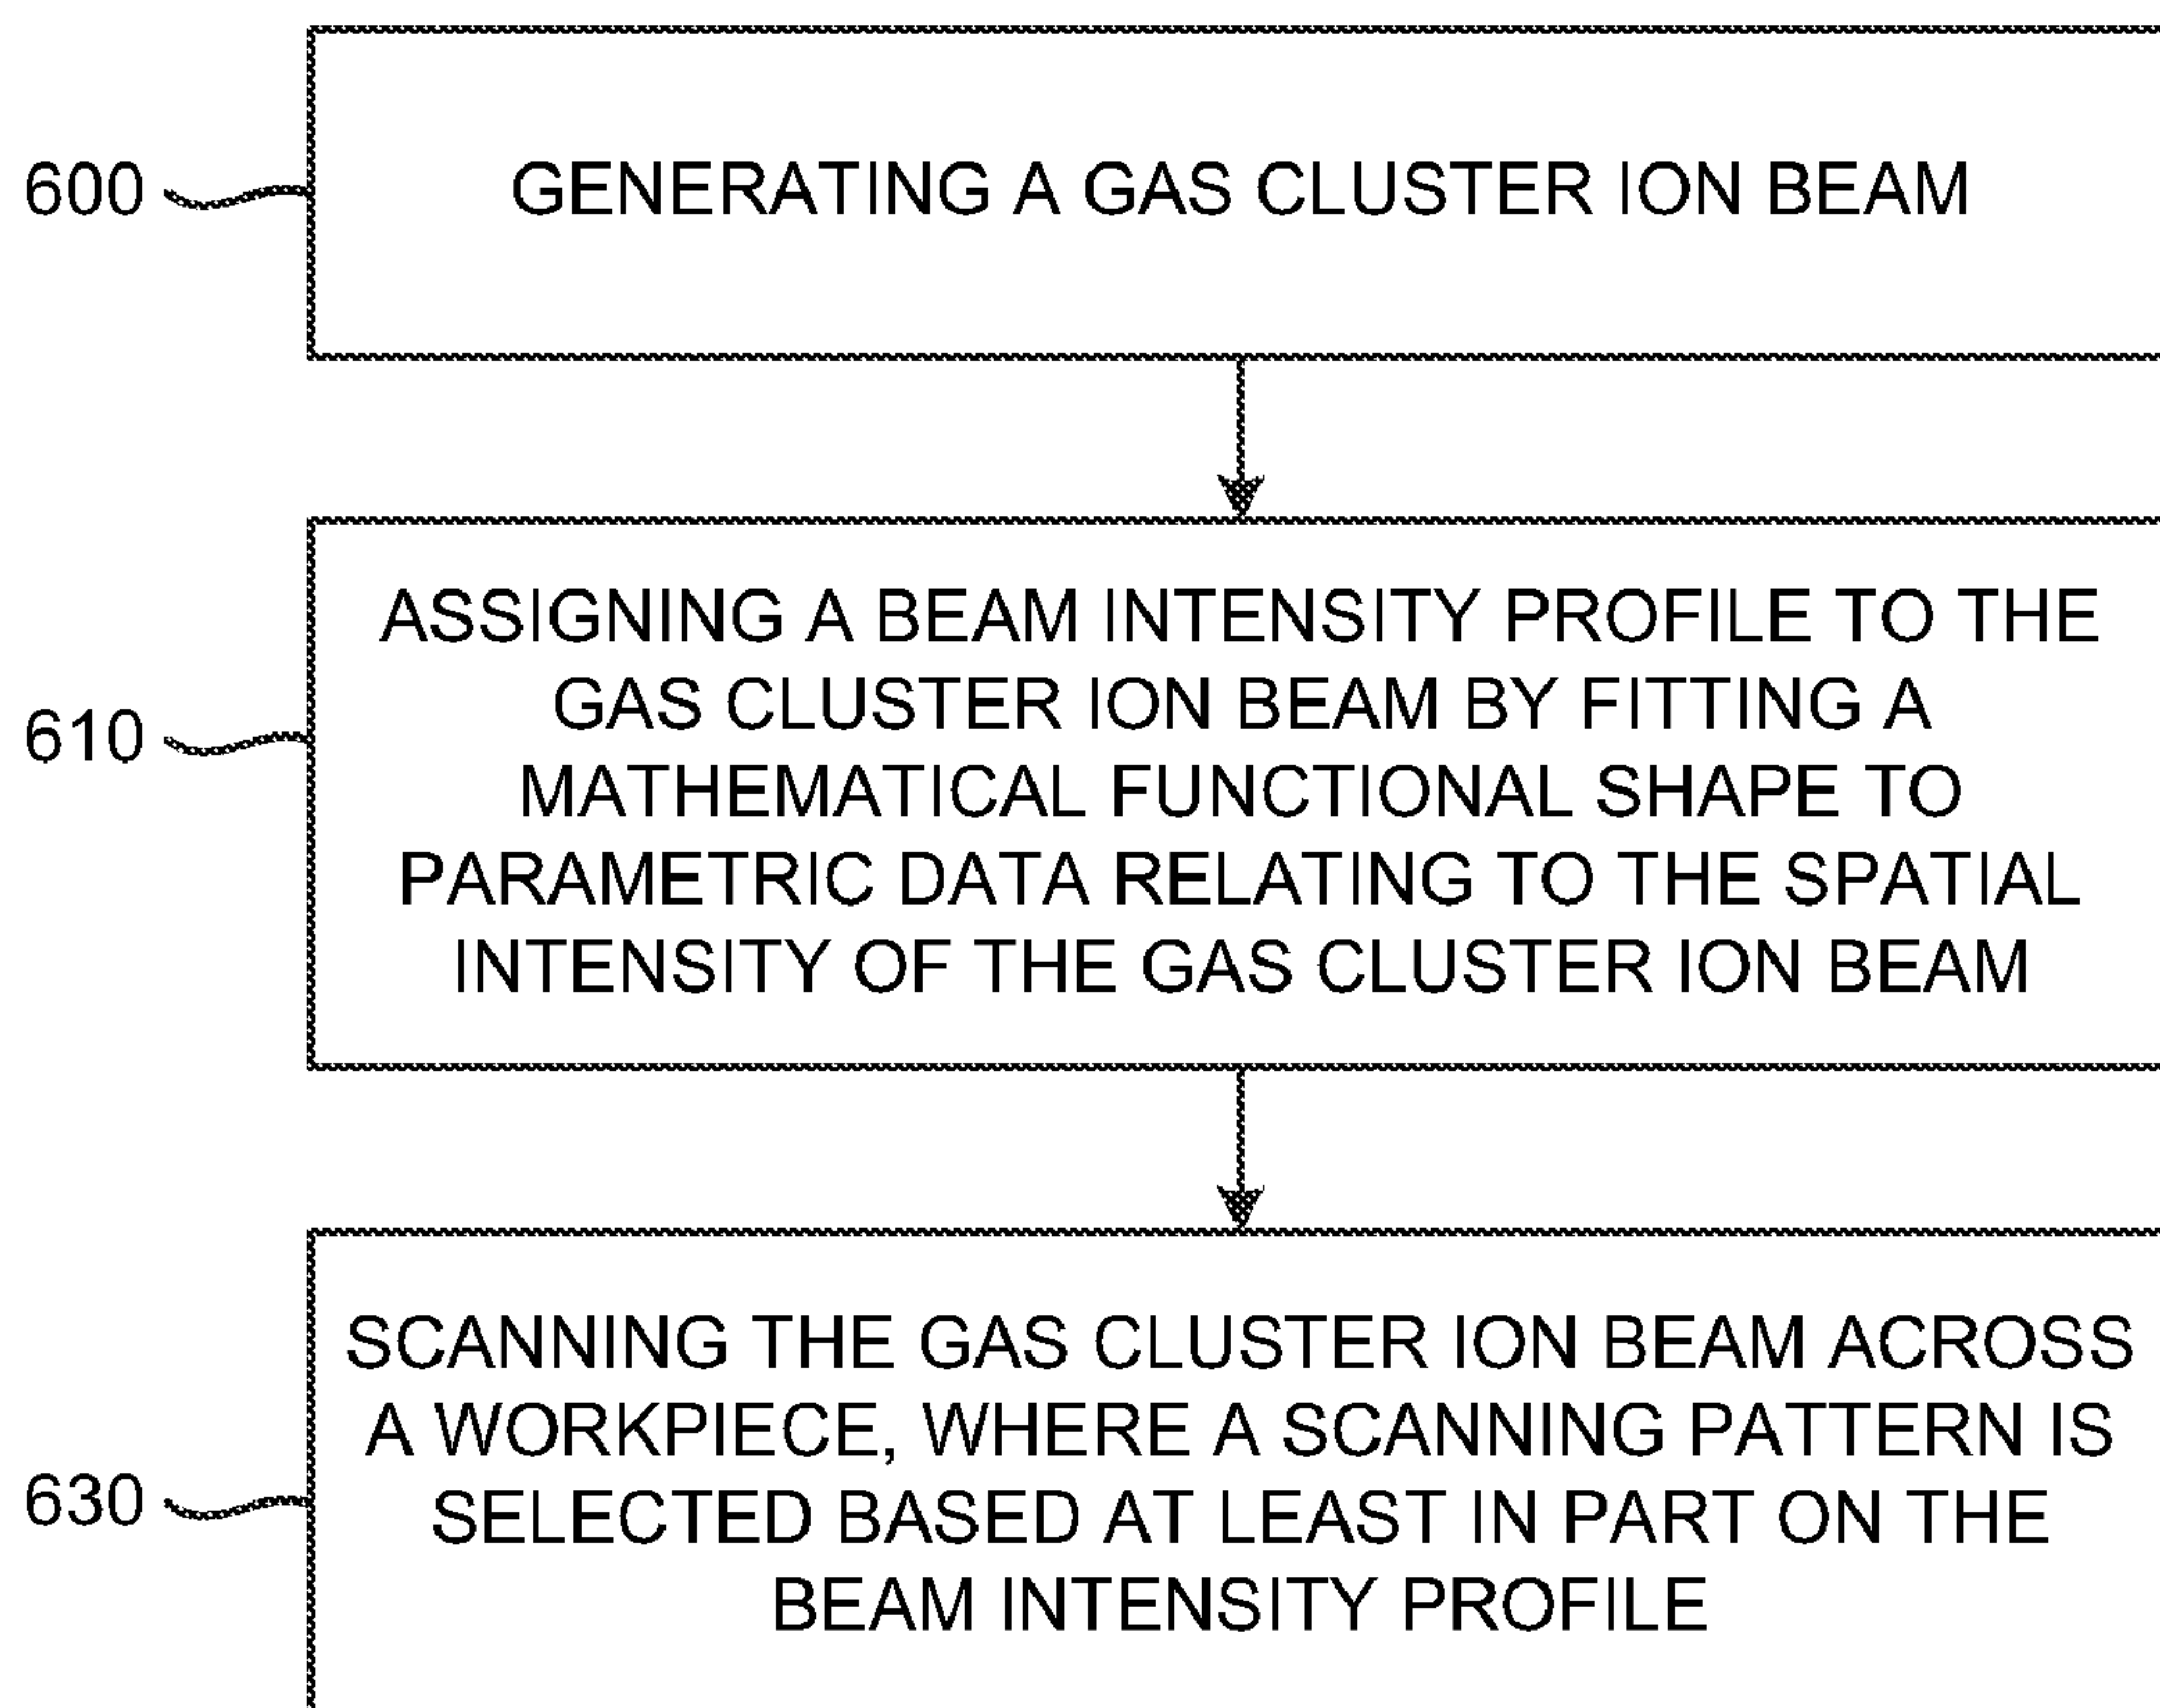 600
GENERATING A GAS CLUSTER ION BEAM
ASSIGNING A BEAM INTENSITY PROFILE TO THE
GAS CLUSTER ION BEAM BY FITTING A
610
MATHEMATICAL FUNCTIONAL SHAPE TO
PARAMETRIC DATA RELATING TO THE SPATIAL
INTENSITY OF THE GAS CLUSTER ION BEAM
SCANNING THE GAS CLUSTER ION BEAM ACROSS
A WORKPIECE, WHERE A SCANNING PATTERN IS
630
SELECTED BASED AT LEAST IN PART ON THE
BEAM INTENSITY PROFILE